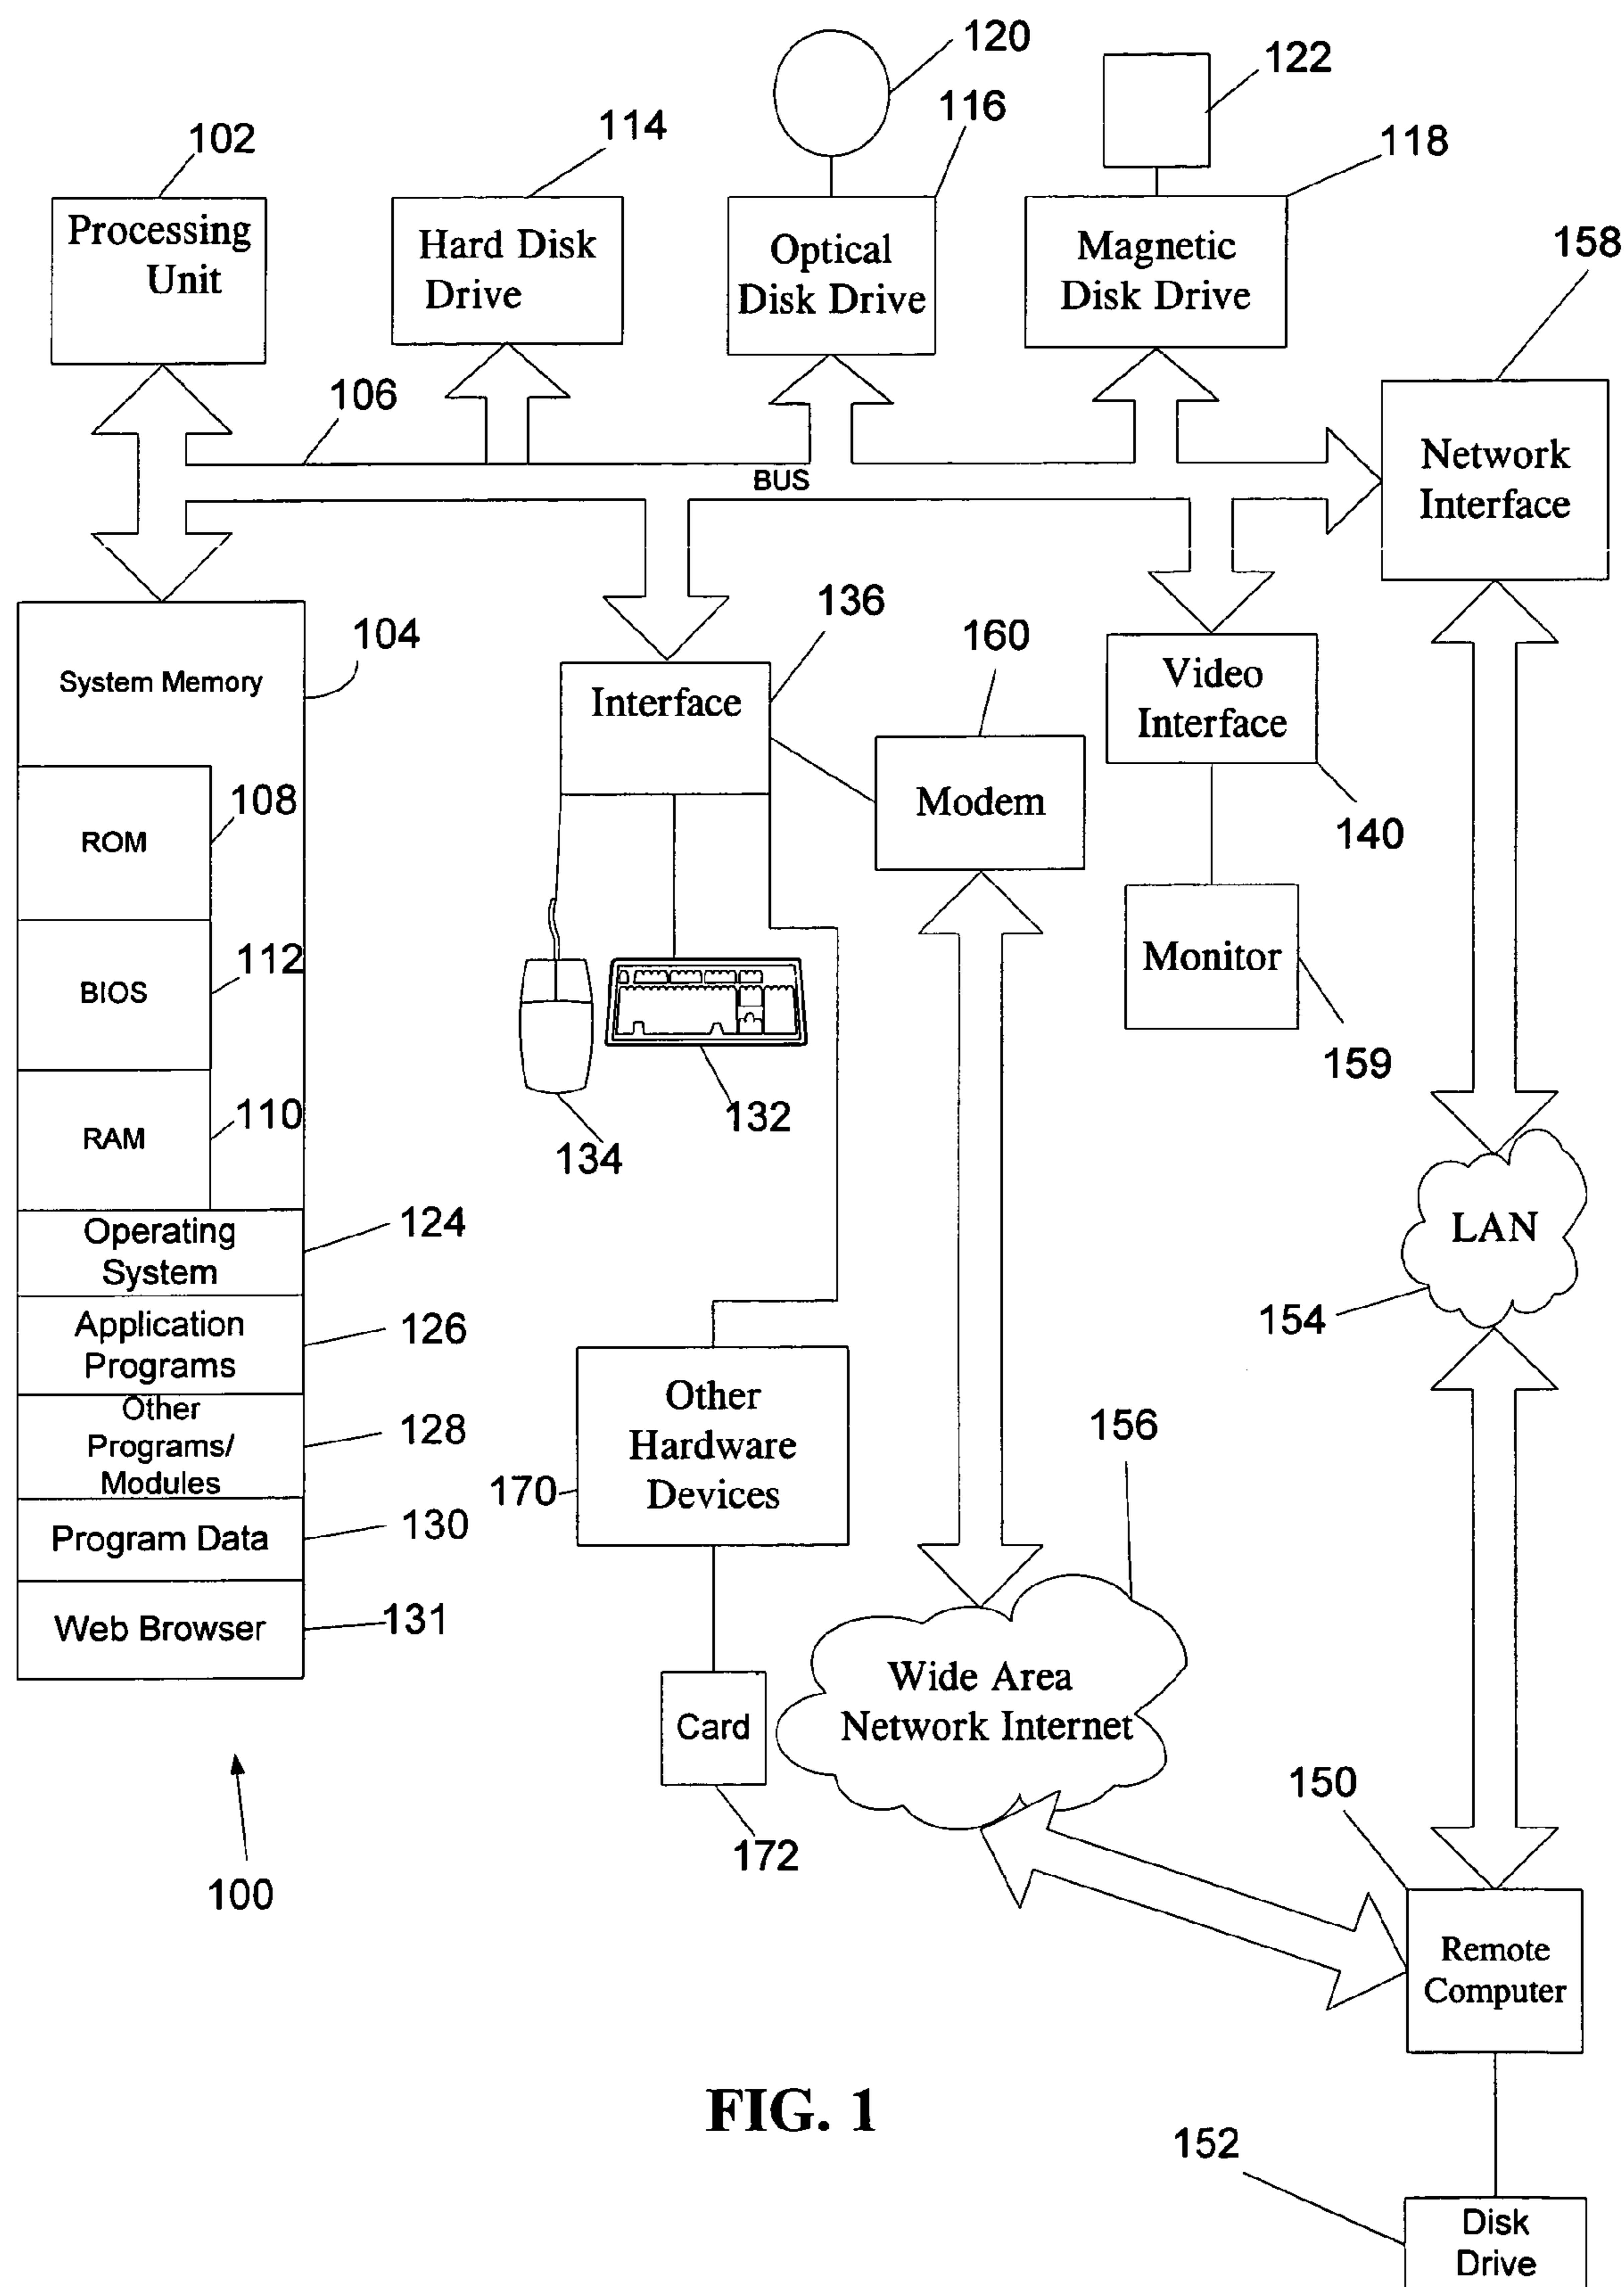 120
122
116
114
118
102
Processing
Unit
Hard Disk
Drive
Optical
Disk Drive
Magnetic
Disk Drive
158
106
BUS
Network
Interface
136
104
160
System Memory
Interface
Video
Interface
108
ROM
Modem
140
112
BIOS
Monitor
159
110
RAM
132
134
124
Operating
System
LAN
154
126
Application
Programs
Other
Programs/
Modules
128
Other
Hardware
Devices
170
156
130
Program Data
131
Web Browser
Wide Area
Network Internet
Card
172
150
100
Remote
Computer
FIG. 1
152
Disk
Drive